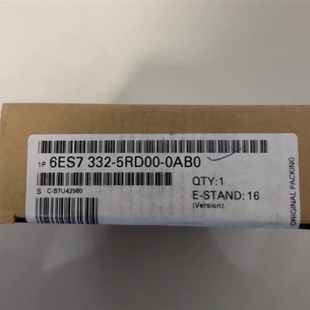 1P 6ES7 332-5RD00-0AB0
S C-B7U42980
QTY:1
E-STAND: 16
(Version)
ORIGINAL PACKING